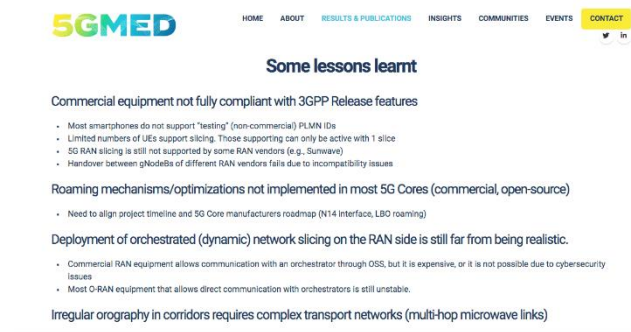 5GMED
HOME ABOUT RESULTS & PUBLICATIONS INSIGHTS COMMUNITIES EVENTS CONTACT
Some lessons learnt
Commercial equipment not fully compliant with 3GPP Release features
• Most smartphones do not support "testing" (non-commercial) PLMN IDs
• Limited numbers of UEs support slicing. Those supporting can only be active with 1 slice
• 5G RAN slicing is still not supported by some RAN vendors (e.g., Sunwave)
• Handover between gNodeBs of different RAN vendors fails due to incompatibility issues
Roaming mechanisms/optimizations not implemented in most 5G Cores (commercial, open-source)
• Need to align project timeline and 5G Core manufacturers roadmap (N14 interface, LBO roaming)
Deployment of orchestrated (dynamic) network slicing on the RAN side is still far from being realistic.
• Commercial RAN equipment allows communication with an orchestrator through OSS, but it is expensive, or it is not possible due to cybersecurity
issues
• Most O-RAN equipment that allows direct communication with orchestrators is still unstable.
Irregular orography in corridors requires complex transport networks (multi-hop microwave links)